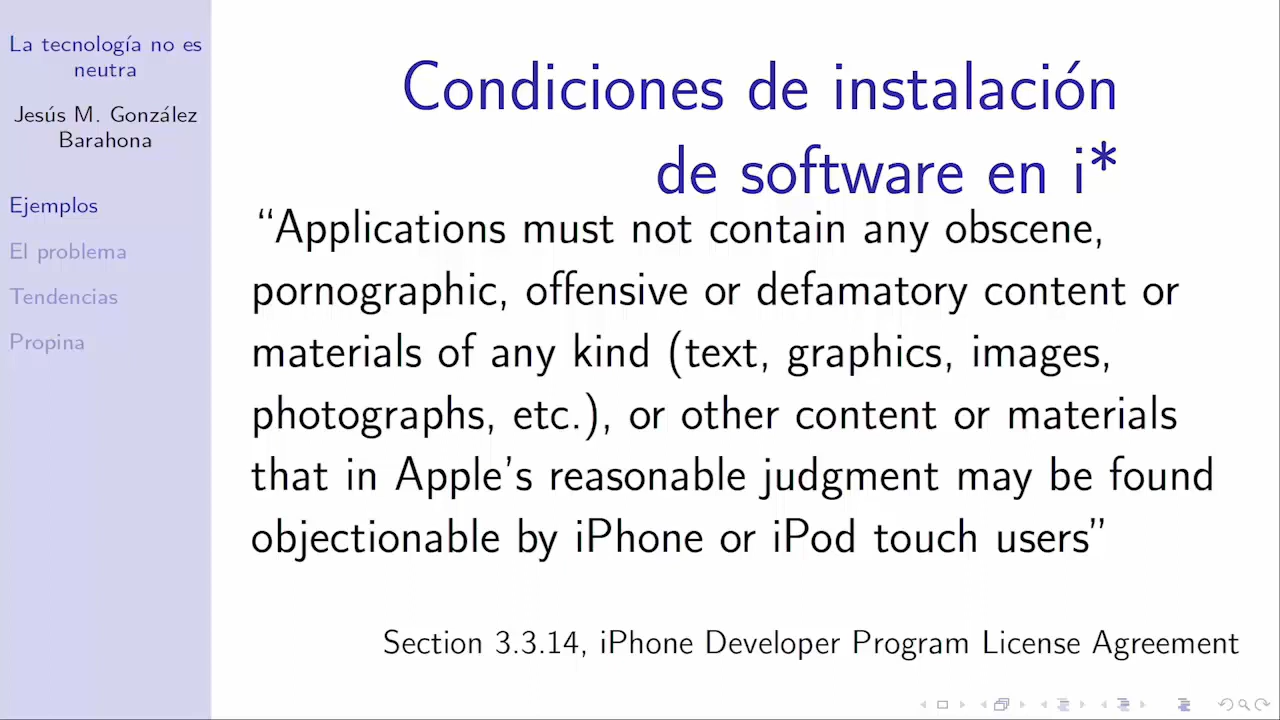 La tecnología no es
neutra
Jesús M. González
Barahona
Ejemplos
El problema
Tendencias
Propina
Condiciones de instalación
de software en i*
“Applications must not contain any obscene,
pornographic, offensive or defamatory content or
materials of any kind (text, graphics, images,
photographs, etc.), or other content or materials
that in Apple’s reasonable judgment may be found
objectionable by iPhone or iPod touch users”
Section 3.3.14, iPhone Developer Program License Agreement